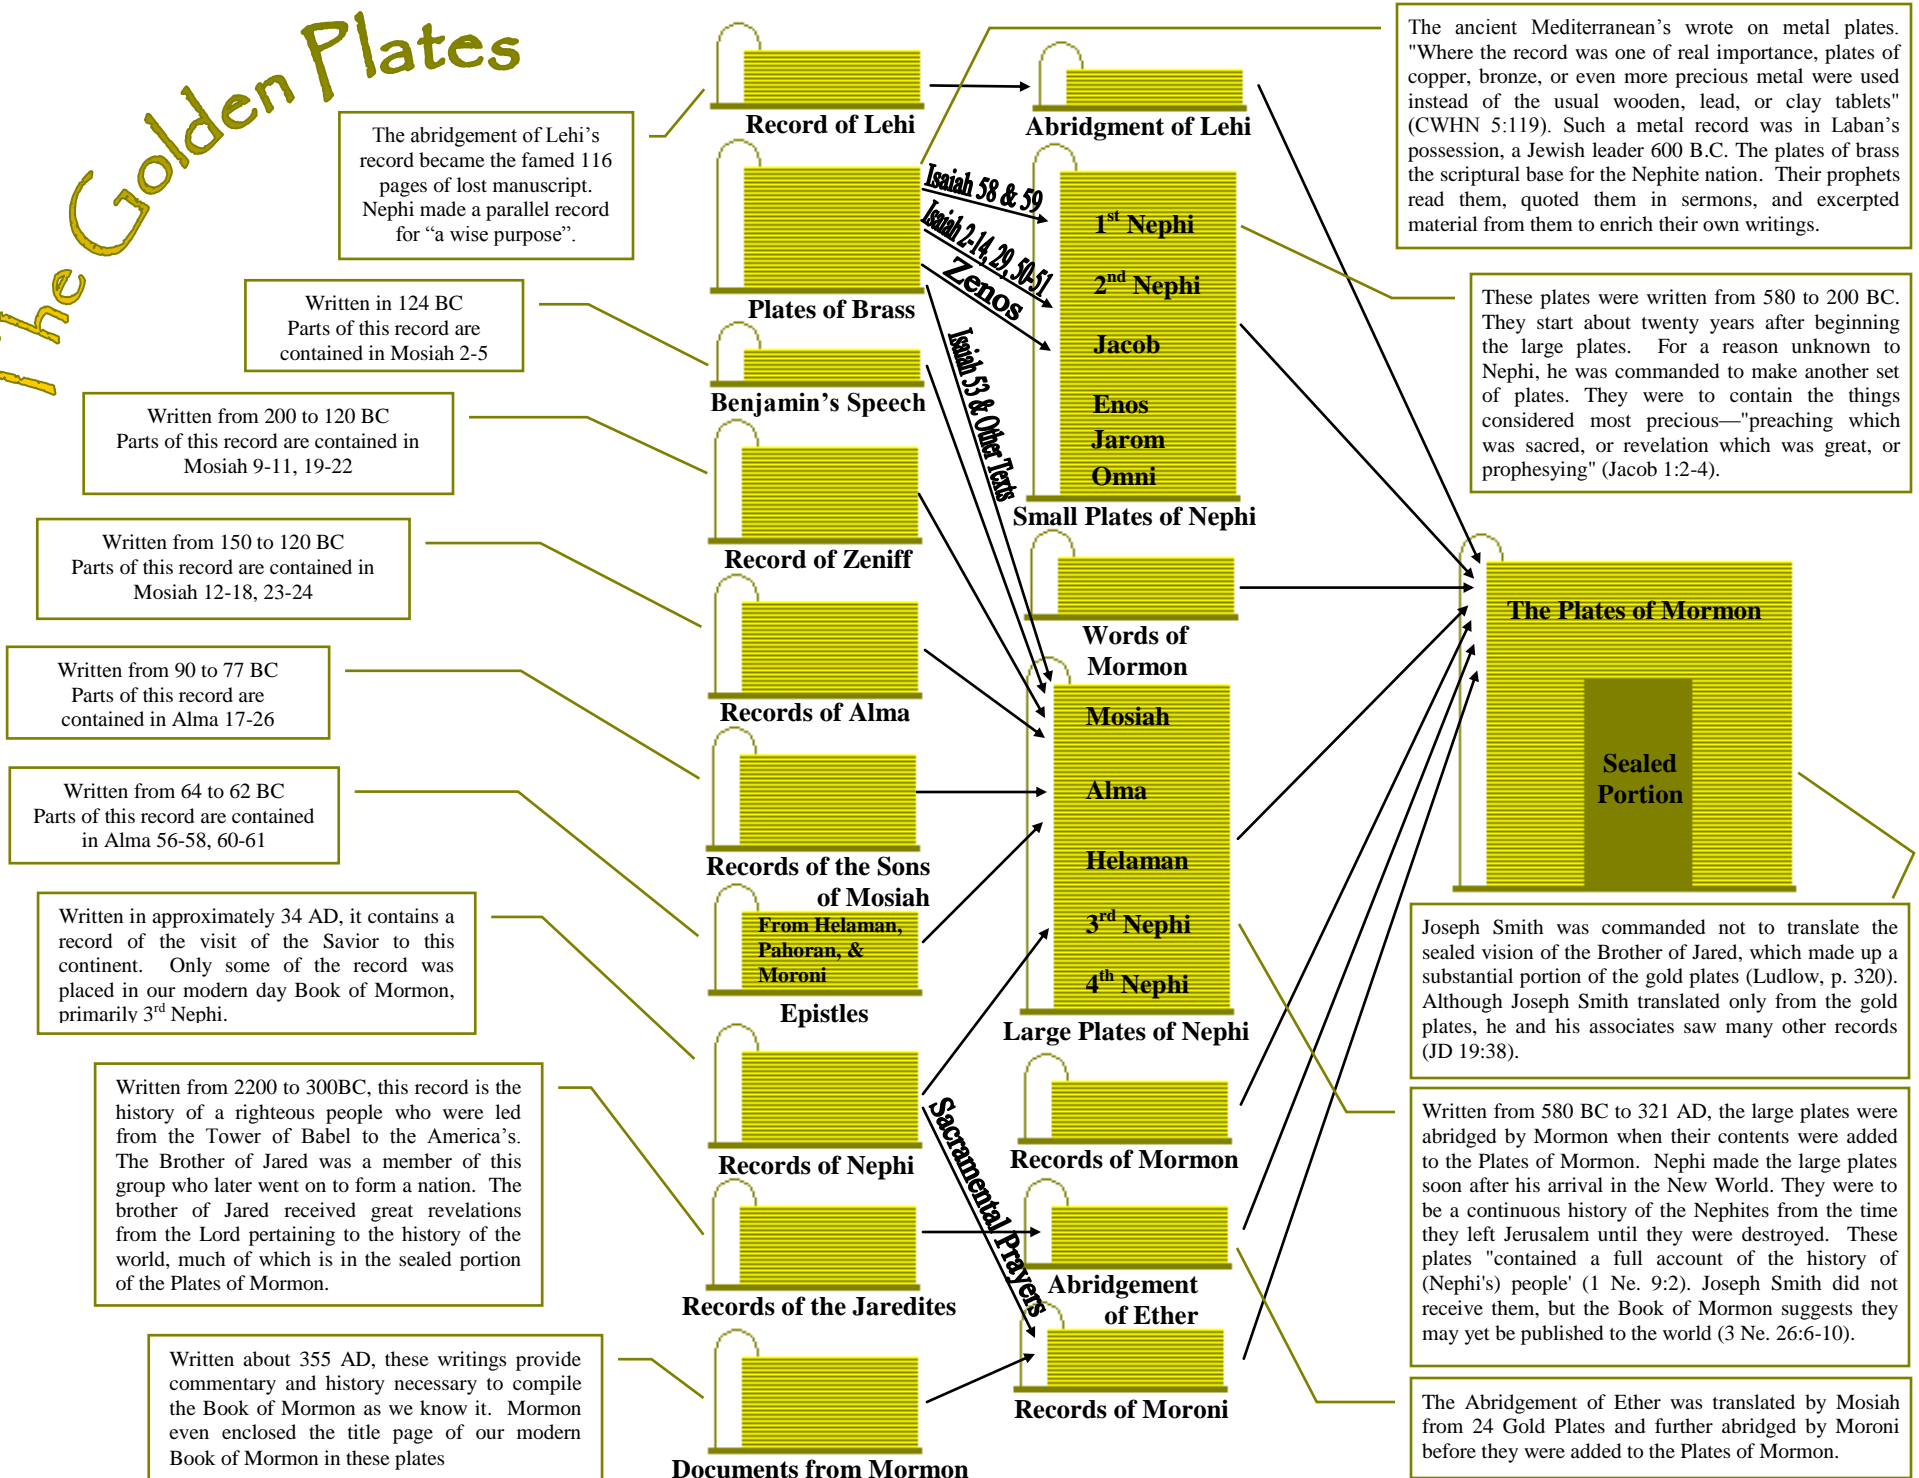 The Golden Plates
The abridgement of Lehi's
record became the famed 116
pages of lost manuscript.
Nephi made a parallel record
for "a wise purpose".
Written in 124 BC
Parts of this record are
contained in Mosiah 2-5
Written from 200 to 120 BC
Parts of this record are contained in
Mosiah 9-11, 19-22
Written from 150 to 120 BC
Parts of this record are contained in
Mosiah 12-18, 23-24
Written from 90 to 77 BC
Parts of this record are
contained in Alma 17-26
Written from 64 to 62 BC
Parts of this record are contained
in Alma 56-58, 60-61
Written in approximately 34 AD, it contains a
record of the visit of the Savior to this
continent. Only some of the record was
placed in our modern day Book of Mormon,
primarily 3rd Nephi.
Written from 2200 to 300BC, this record is the
history of a righteous people who were led
from the Tower of Babel to the America's.
The Brother of Jared was a member of this
group who later went on to form a nation. The
brother of Jared received great revelations
from the Lord pertaining to the history of the
world, much of which is in the sealed portion
of the Plates of Mormon.
Written about 355 AD, these writings provide
commentary and history necessary to compile
the Book of Mormon as we know it. Mormon
even enclosed the title page of our modern
Book of Mormon in these plates
Record of Lehi
Plates of Brass
Benjamin's Speech
Record of Zeniff
Records of Alma
Records of the Sons
of Mosiah
From Helaman,
Pahoran, &
Moroni
Epistles
Records of Nephi
Records of the Jaredites
Documents from Mormon
Isaiah 58 & 59
Isaiah 2-14, 29, 50-51
Zenos
Isaiah 53 & Other Texts
Sacramental Prayers
Abridgment of Lehi
1st Nephi
2nd Nephi
Jacob
Enos
Jarom
Omni
Small Plates of Nephi
Words of
Mormon
Mosiah
Alma
Helaman
3rd Nephi
4th Nephi
Large Plates of Nephi
Records of Mormon
Abridgement
of Ether
Records of Moroni
The ancient Mediterranean's wrote on metal plates.
"Where the record was one of real importance, plates of
copper, bronze, or even more precious metal were used
instead of the usual wooden, lead, or clay tablets"
(CWHN 5:119). Such a metal record was in Laban's
possession, a Jewish leader 600 B.C. The plates of brass
the scriptural base for the Nephite nation. Their prophets
read them, quoted them in sermons, and excerpted
material from them to enrich their own writings.
These plates were written from 580 to 200 BC.
They start about twenty years after beginning
the large plates. For a reason unknown to
Nephi, he was commanded to make another set
of plates. They were to contain the things
considered most precious—"preaching which
was sacred, or revelation which was great, or
prophesying" (Jacob 1:2-4).
The Plates of Mormon
Sealed
Portion
Joseph Smith was commanded not to translate the
sealed vision of the Brother of Jared, which made up a
substantial portion of the gold plates (Ludlow, p. 320).
Although Joseph Smith translated only from the gold
plates, he and his associates saw many other records
(JD 19:38).
Written from 580 BC to 321 AD, the large plates were
abridged by Mormon when their contents were added
to the Plates of Mormon. Nephi made the large plates
soon after his arrival in the New World. They were to
be a continuous history of the Nephites from the time
they left Jerusalem until they were destroyed. These
plates "contained a full account of the history of
(Nephi's) people' (1 Ne. 9:2). Joseph Smith did not
receive them, but the Book of Mormon suggests they
may yet be published to the world (3 Ne. 26:6-10).
The Abridgement of Ether was translated by Mosiah
from 24 Gold Plates and further abridged by Moroni
before they were added to the Plates of Mormon.